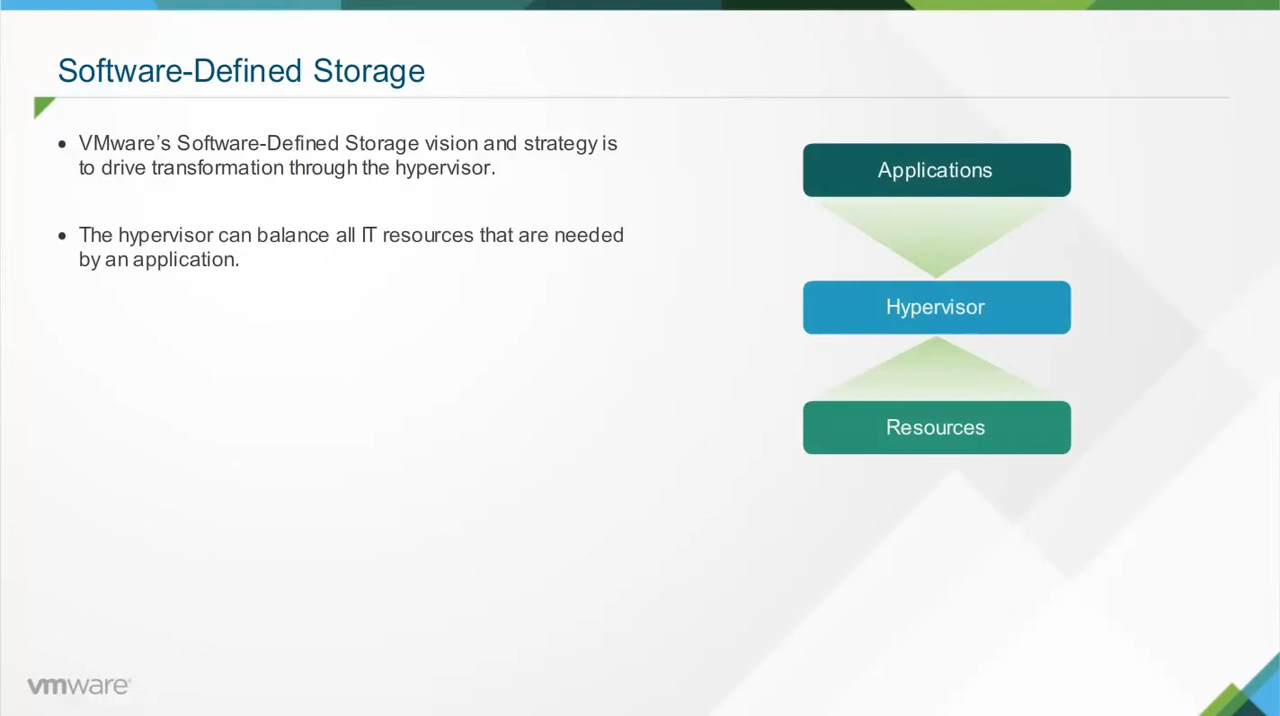 Software-Defined Storage
• VMware’s Software-Defined Storage vision and strategy is
to drive transformation through the hypervisor.
• The hypervisor can balance all IT resources that are needed
by an application.
Applications
Hypervisor
Resources
vmware®